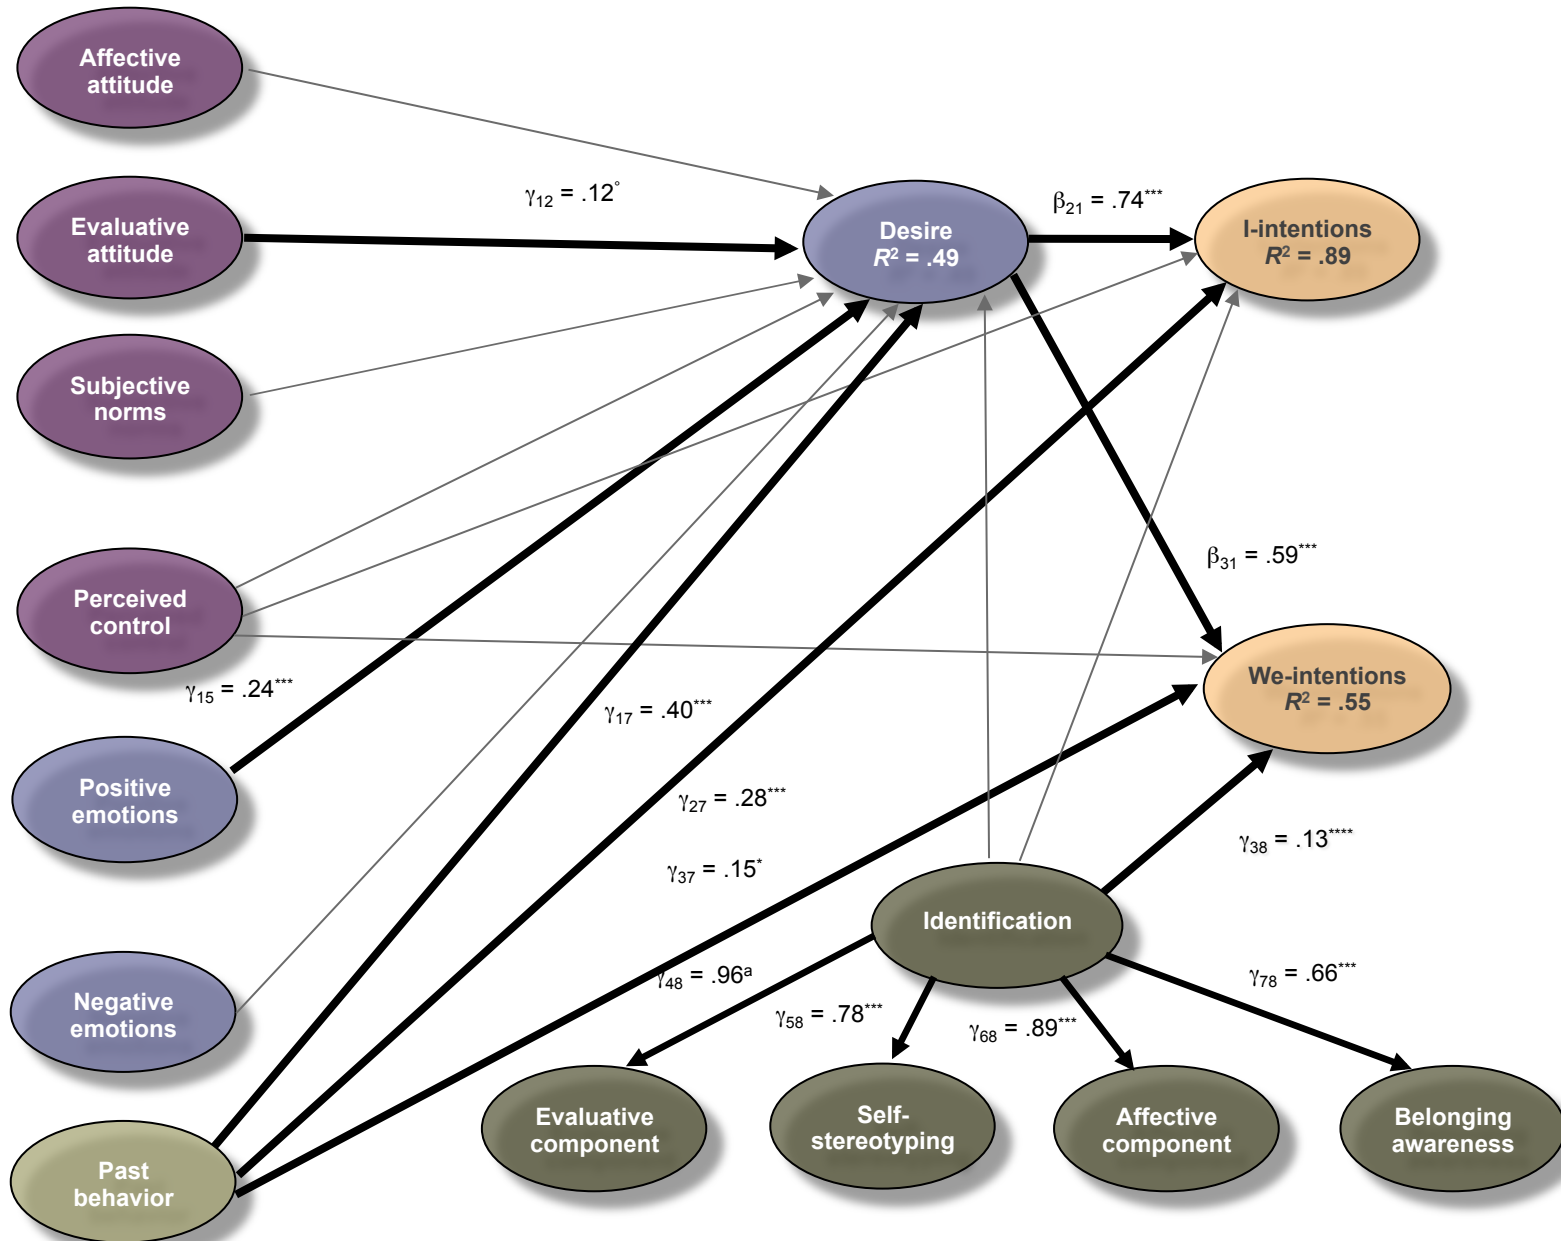 Affective
attitude
Evaluative
attitude
γ12 = .12°
Desire
R² = .49
β21 = .74***
I-intentions
R² = .89
Subjective
norms
Perceived
control
β31 = .59***
γ15 = .24***
γ17 = .40***
We-intentions
R² = .55
Positive
emotions
γ27 = .28***
γ37 = .15*
γ38 = .13****
Identification
γ48 = .96ᵃ
γ58 = .78***
γ68 = .89***
γ78 = .66***
Negative
emotions
Evaluative
component
Self-
stereotyping
Affective
component
Belonging
awareness
Past
behavior